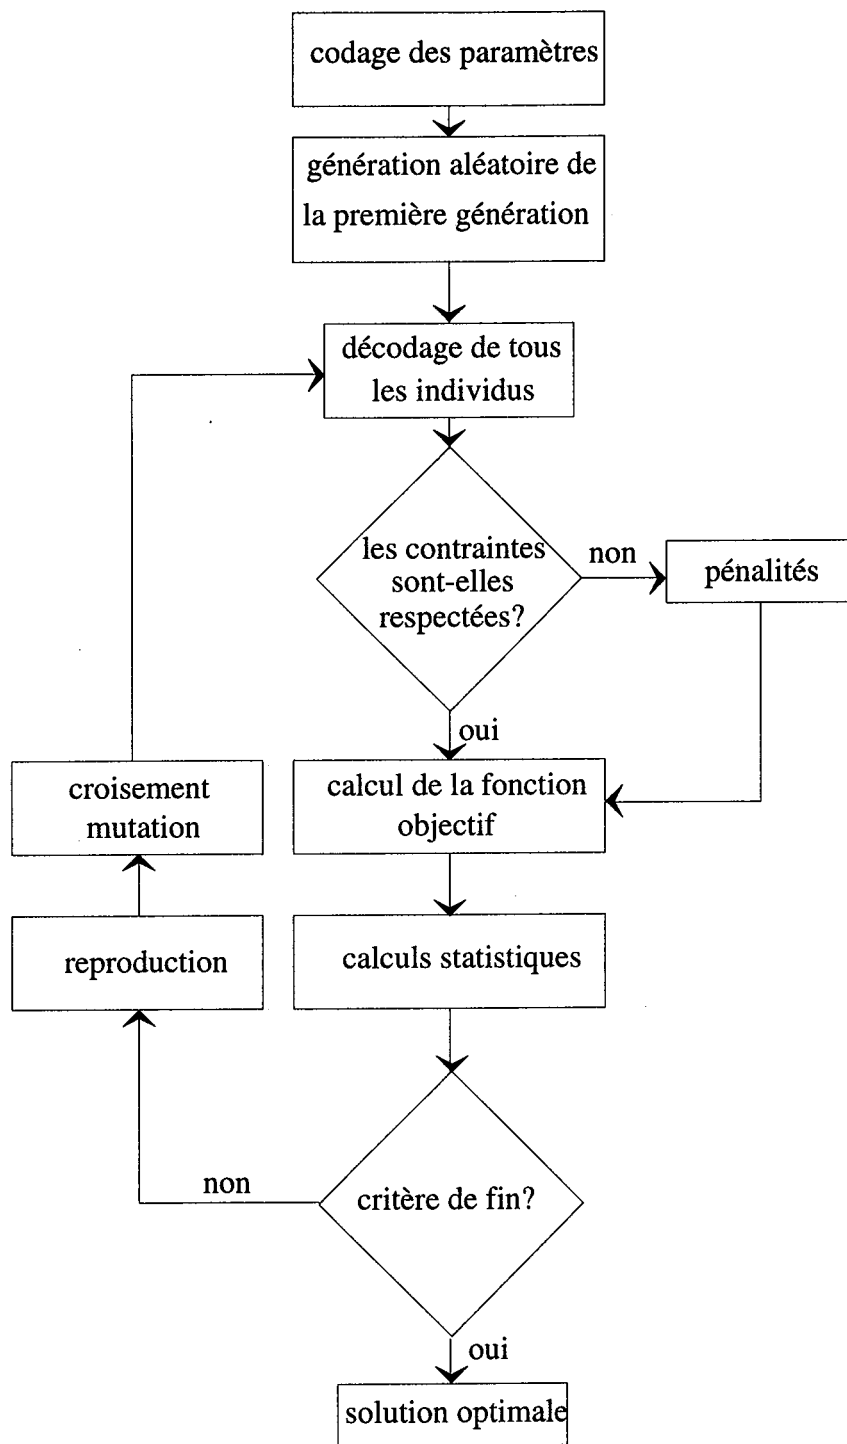 codage des paramètres
génération aléatoire de
la première génération
décodage de tous
les individus
les contraintes
sont-elles
respectées?
non
pénalités
oui
croisement
mutation
calcul de la fonction
objectif
reproduction
calculs statistiques
non
critère de fin?
oui
solution optimale